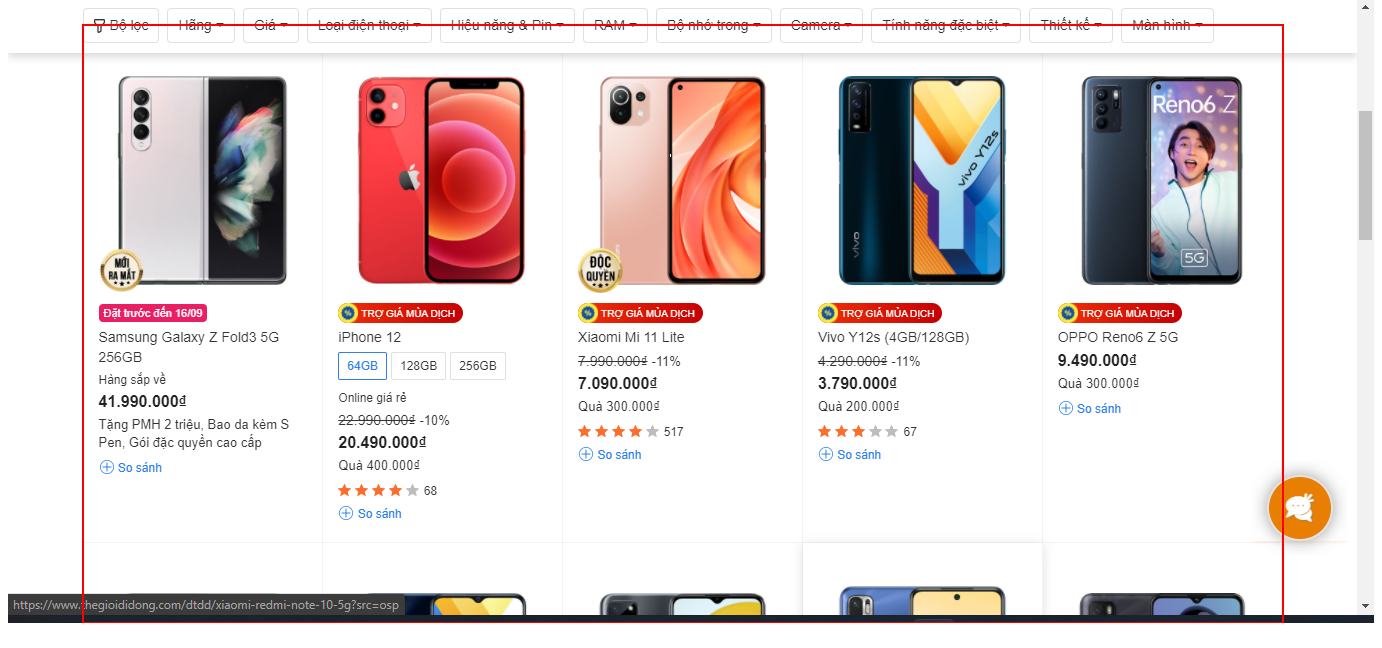 Bộ lọc
Hãng
Giá
Loại điện thoại
Hiệu năng & Pin
RAM
Bộ nhớ trong
Camera
Tính năng đặc biệt
Thiết kế
Màn hình
MỚI
RA MẮT
Đặt trước đến 16/09
Samsung Galaxy Z Fold3 5G
256GB
Hàng sắp về
41.990.000₫
Tặng PMH 2 triệu, Bao da kèm S
Pen, Gói đặc quyền cao cấp
So sánh
TRỢ GIÁ MÙA DỊCH
iPhone 12
64GB 128GB 256GB
Online giá rẻ
22.990.000₫ -10%
20.490.000₫
Quà 400.000₫
68
So sánh
ĐỘC
QUYỀN
TRỢ GIÁ MÙA DỊCH
Xiaomi Mi 11 Lite
7.990.000₫ -11%
7.090.000₫
Quà 300.000₫
517
So sánh
vivo
vivo Y12s
TRỢ GIÁ MÙA DỊCH
Vivo Y12s (4GB/128GB)
4.290.000₫ -11%
3.790.000₫
Quà 200.000₫
67
So sánh
Reno6 Z
5G
TRỢ GIÁ MÙA DỊCH
OPPO Reno6 Z 5G
9.490.000₫
Quà 300.000₫
So sánh
https://www.thegioididong.com/dtdd/xiaomi-redmi-note-10-5g?src=osp